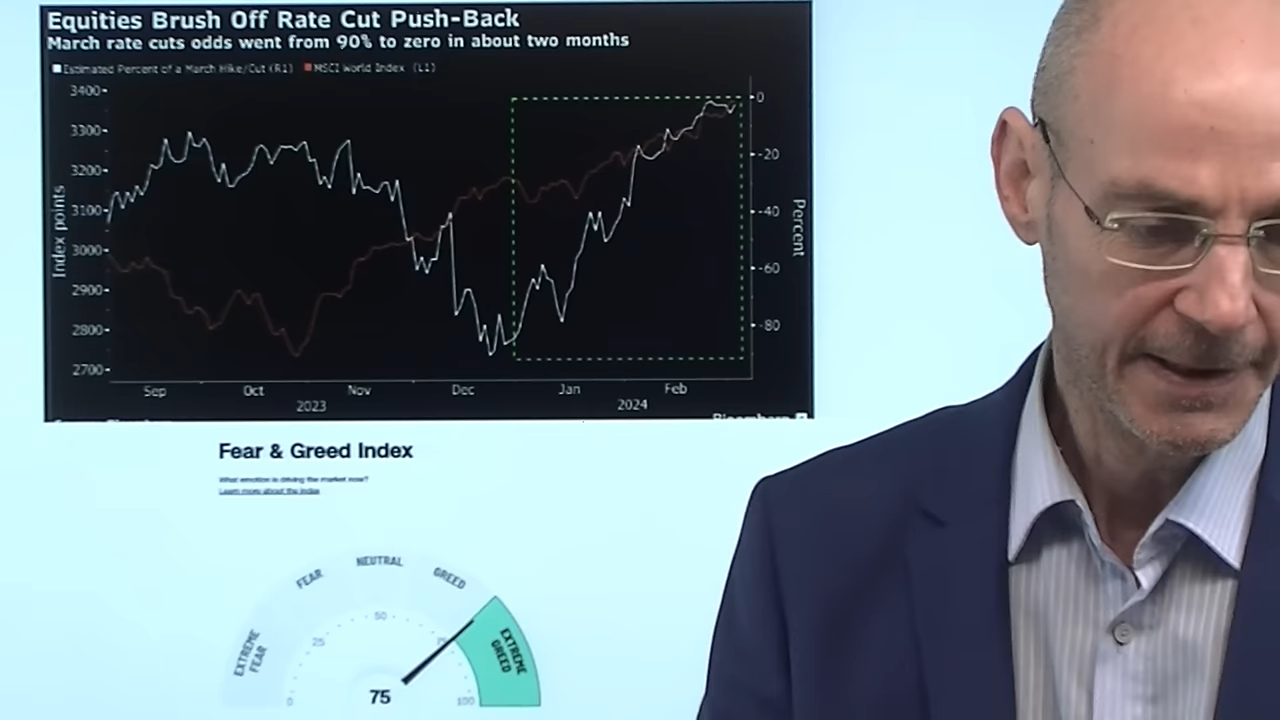 Equities Brush Off Rate Cut Push-Back
March rate cuts odds went from 90% to zero in about two months
Estimated Percent of a March Hike/Cut (R1) MSCI World Index (L1)
3400
3300
3200
3100
3000
2900
2800
2700
Index points
0
-20
-40
-60
-80
Percent
Sep Oct Nov Dec Jan Feb
2023 2024
Bloomberg
Fear & Greed Index
What emotion is driving the market now?
Learn more about the index
EXTREME FEAR
FEAR
NEUTRAL
GREED
EXTREME GREED
0
25
50
75
100
75